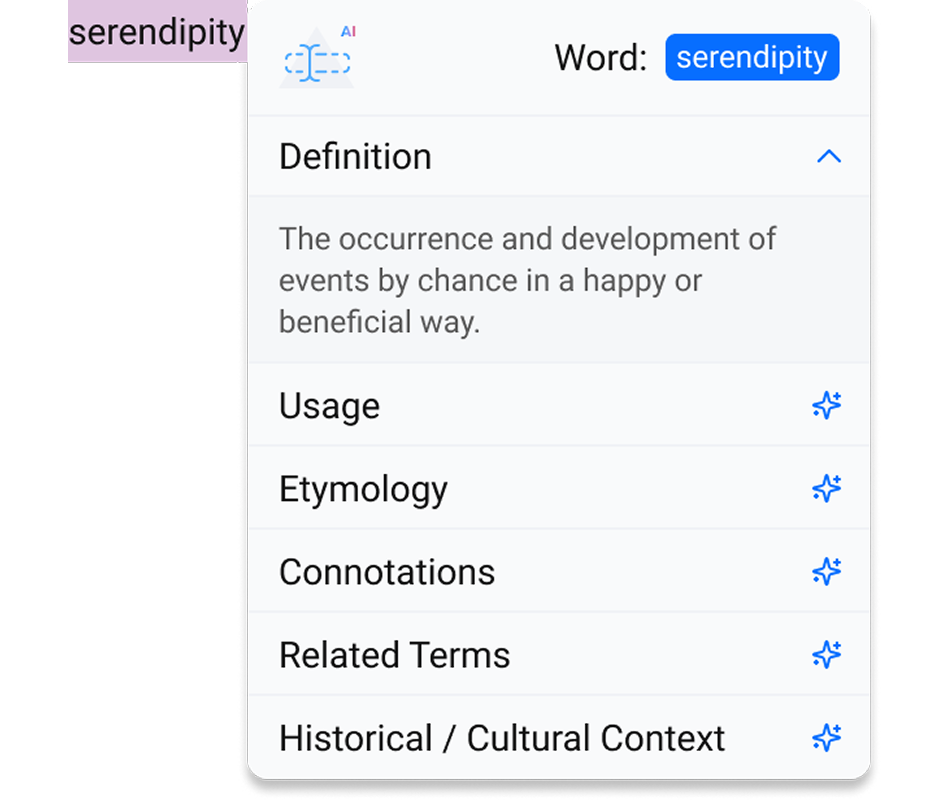 serendipity
AI
Word: serendipity
Definition
The occurrence and development of
events by chance in a happy or
beneficial way.
Usage
Etymology
Connotations
Related Terms
Historical / Cultural Context